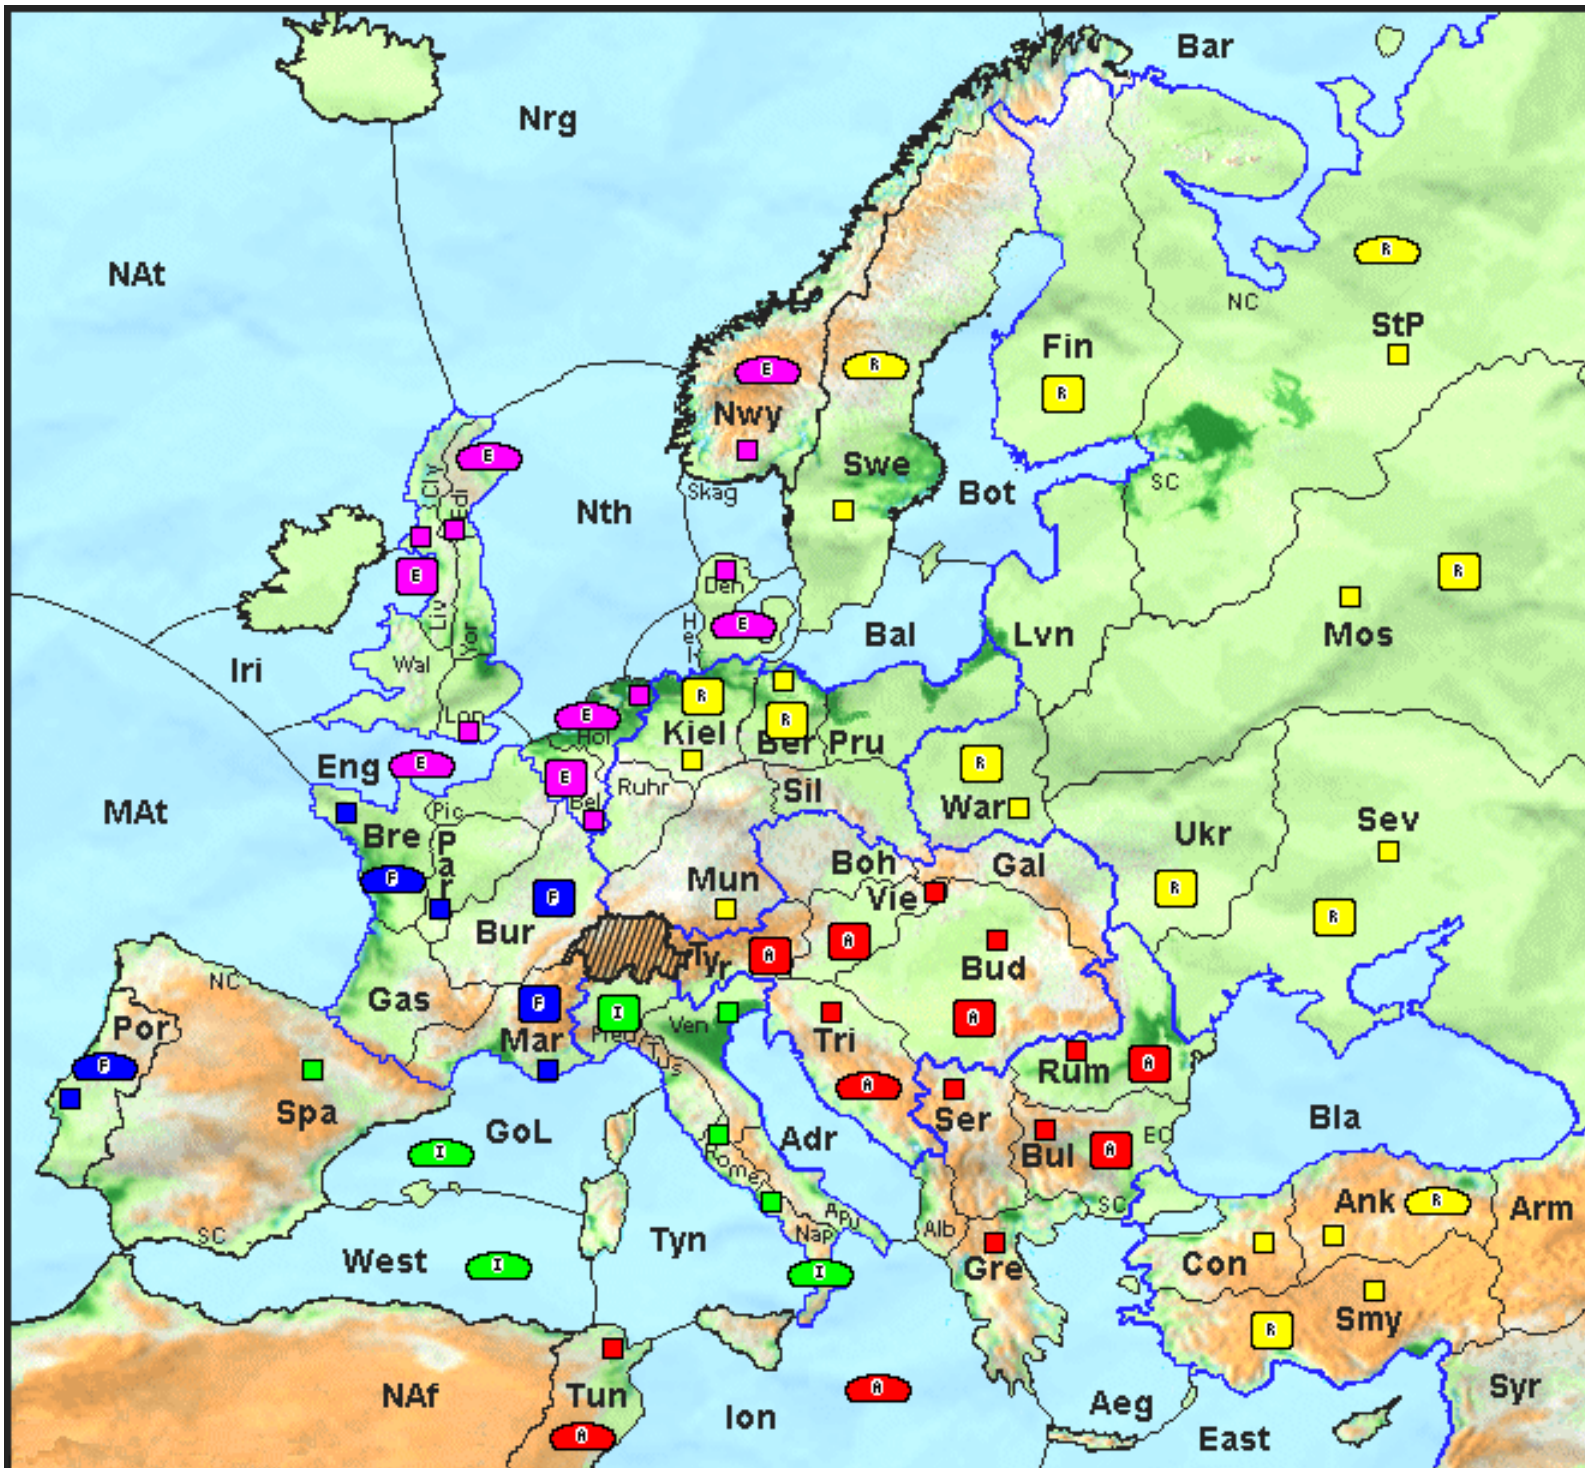 Bar
Nrg
NAt
R
NC
StP
Fin
E
R
R
Nwy
E
Swe
Cly
Edl
Skag
Bot
SC
Nth
R
E
Den
Mos
Liv
Yor
Hel
E
Bal
Lvn
Wal
Iri
R
Lon
E
Hol
Kiel
R
Ber
Pru
Eng
E
E
R
Bel
Ruhr
Sil
War
MAt
Pic
Bre
Par
Ukr
Sev
Boh
Gal
F
F
Mun
Vie
R
R
Bur
A
A
Tyr
Bud
NC
Gas
F
I
A
Por
Mar
Pied
Ven
Tri
Tus
Rum
A
F
A
Spa
Ser
GoL
Adr
Bla
EC
I
Bul
A
Rome
Ank
R
Arm
SC
Apu
Alb
SC
Nap
West
I
Tyn
I
Gre
Con
Smy
R
NAf
Tun
A
Ion
Aeg
Syr
A
East